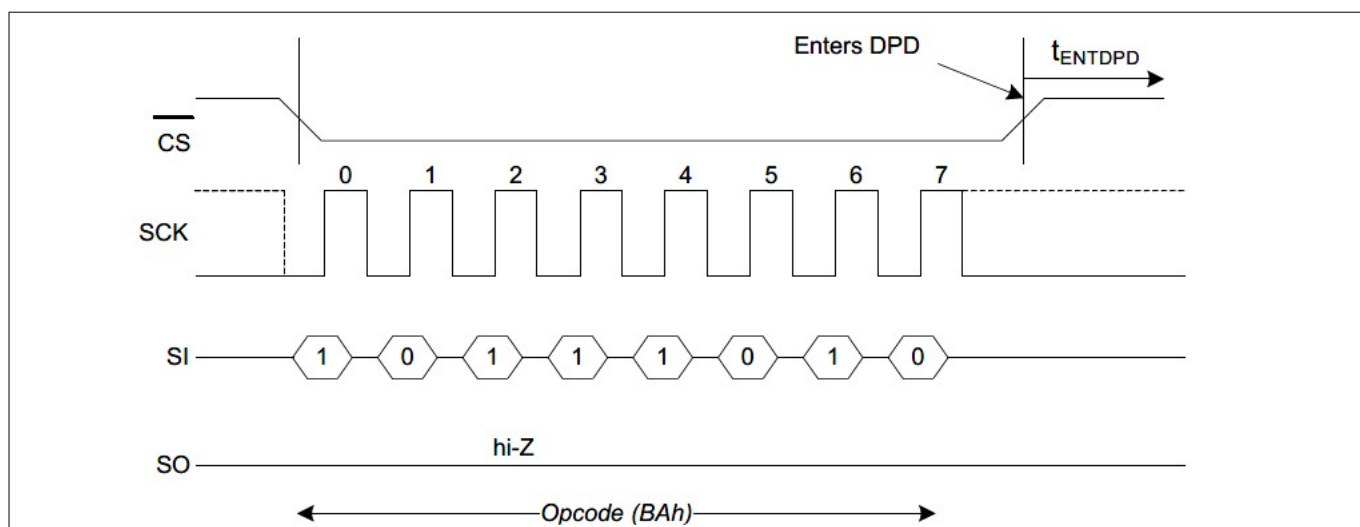 Enters DPD
tENTDPD
CS
0 1 2 3 4 5 6 7
SCK
SI 1 0 1 1 1 0 1 0
hi-Z
SO
Opcode (BAh)